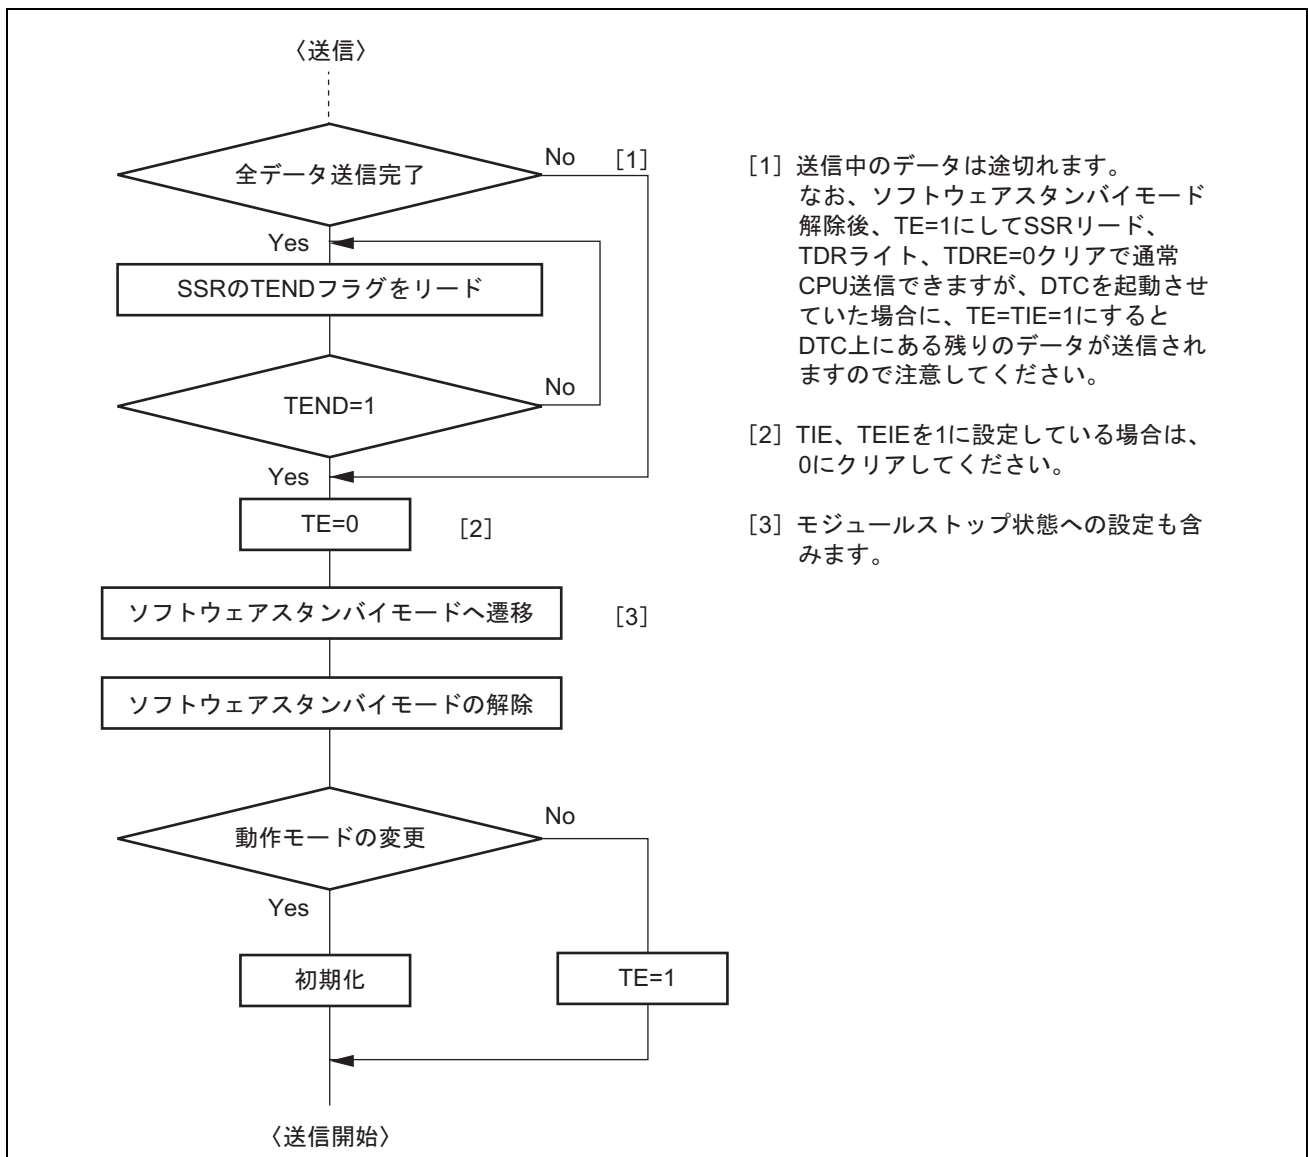 〈送信〉
全データ送信完了
No [1]
Yes
SSRのTENDフラグをリード
TEND=1
No
Yes
TE=0 [2]
ソフトウェアスタンバイモードへ遷移 [3]
ソフトウェアスタンバイモードの解除
動作モードの変更
No
Yes
初期化
TE=1
〈送信開始〉
[1] 送信中のデータは途切れます。
なお、ソフトウェアスタンバイモード
解除後、TE=1にしてSSRリード、
TDRライト、TDRE=0クリアで通常
CPU送信できますが、DTCを起動させ
ていた場合に、TE=TIE=1にすると
DTC上にある残りのデータが送信され
ますので注意してください。
[2] TIE、TEIEを1に設定している場合は、
0にクリアしてください。
[3] モジュールストップ状態への設定も含
みます。